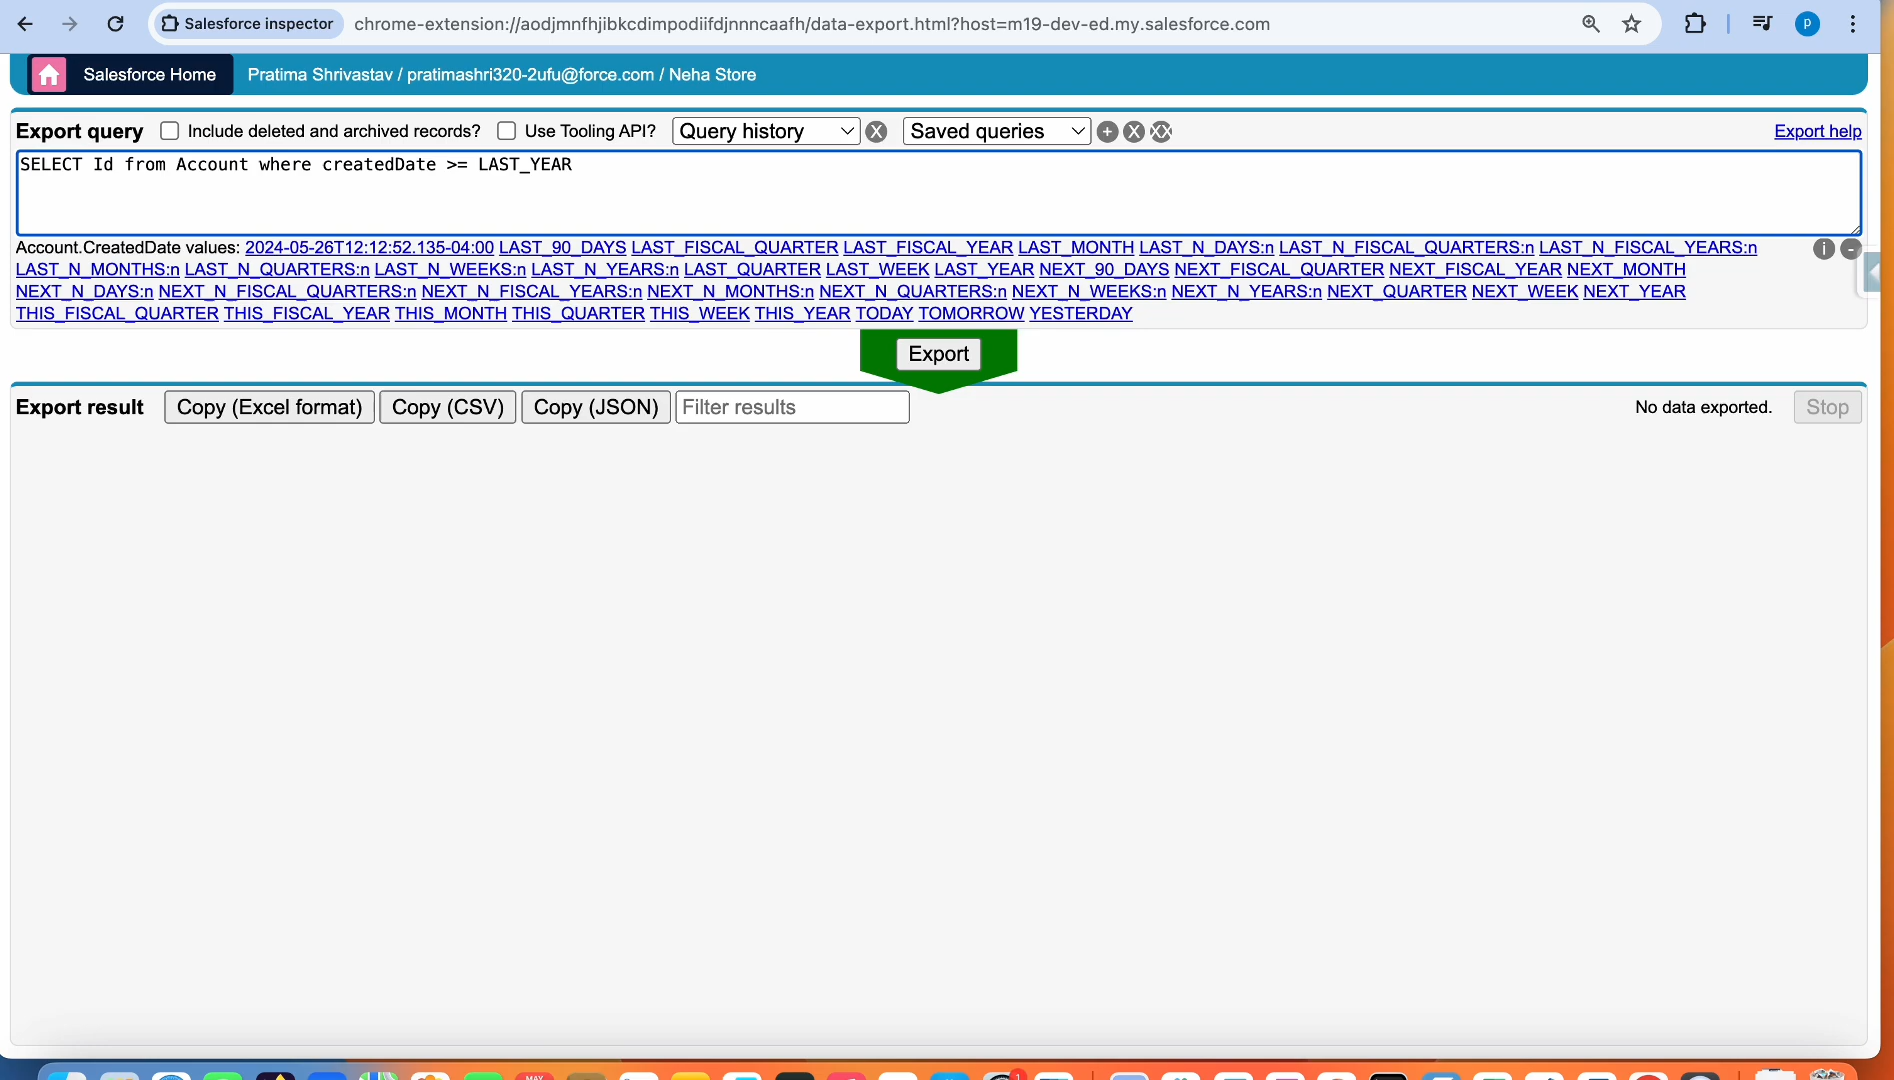 Salesforce inspector chrome-extension://aodjmnfhjibkcdimpodiifdjnnncaafh/data-export.html?host=m19-dev-ed.my.salesforce.com P
Salesforce Home Pratima Shrivastav / pratimashri320-2ufu@force.com / Neha Store
Export query Include deleted and archived records? Use Tooling API? Query history X Saved queries + X XX Export help
SELECT Id from Account where createdDate >= LAST_YEAR
Account.CreatedDate values: 2024-05-26T12:12:52.135-04:00 LAST_90_DAYS LAST_FISCAL_QUARTER LAST_FISCAL_YEAR LAST_MONTH LAST_N_DAYS:n LAST_N_FISCAL_QUARTERS:n LAST_N_FISCAL_YEARS:n i -
LAST_N_MONTHS:n LAST_N_QUARTERS:n LAST_N_WEEKS:n LAST_N_YEARS:n LAST_QUARTER LAST_WEEK LAST_YEAR NEXT_90_DAYS NEXT_FISCAL_QUARTER NEXT_FISCAL_YEAR NEXT_MONTH
NEXT_N_DAYS:n NEXT_N_FISCAL_QUARTERS:n NEXT_N_FISCAL_YEARS:n NEXT_N_MONTHS:n NEXT_N_QUARTERS:n NEXT_N_WEEKS:n NEXT_N_YEARS:n NEXT_QUARTER NEXT_WEEK NEXT_YEAR
THIS_FISCAL_QUARTER THIS_FISCAL_YEAR THIS_MONTH THIS_QUARTER THIS_WEEK THIS_YEAR TODAY TOMORROW YESTERDAY
Export
Export result Copy (Excel format) Copy (CSV) Copy (JSON) Filter results No data exported. Stop
MAY 1